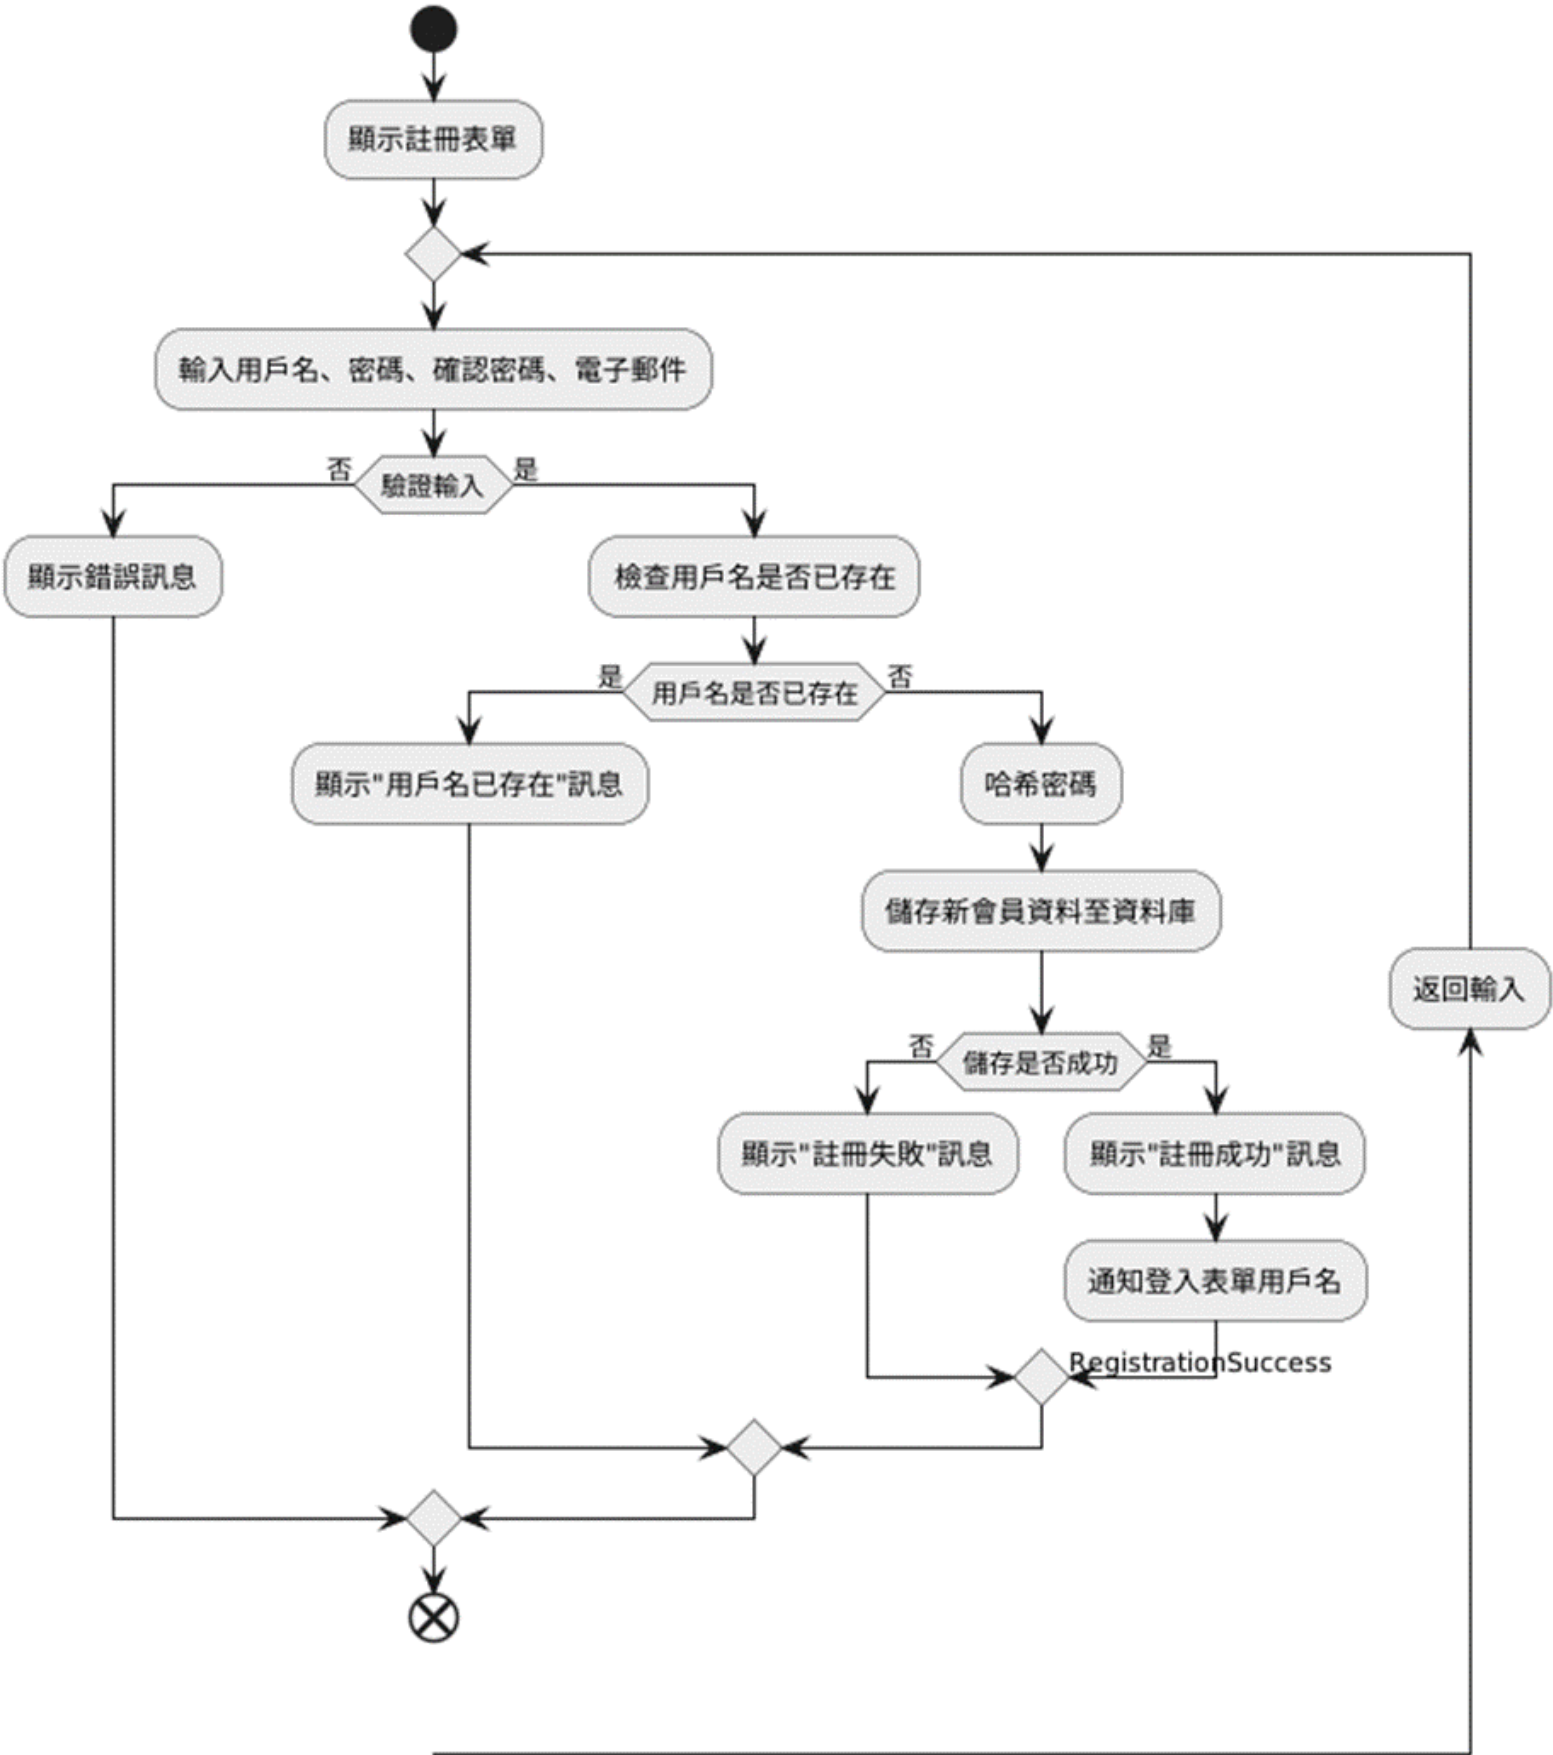 顯示註冊表單
輸入用戶名、密碼、確認密碼、電子郵件
否
驗證輸入
是
顯示錯誤訊息
檢查用戶名是否已存在
是
用戶名是否已存在
否
顯示"用戶名已存在"訊息
哈希密碼
儲存新會員資料至資料庫
返回輸入
否
儲存是否成功
是
顯示"註冊失敗"訊息
顯示"註冊成功"訊息
通知登入表單用戶名
RegistrationSuccess